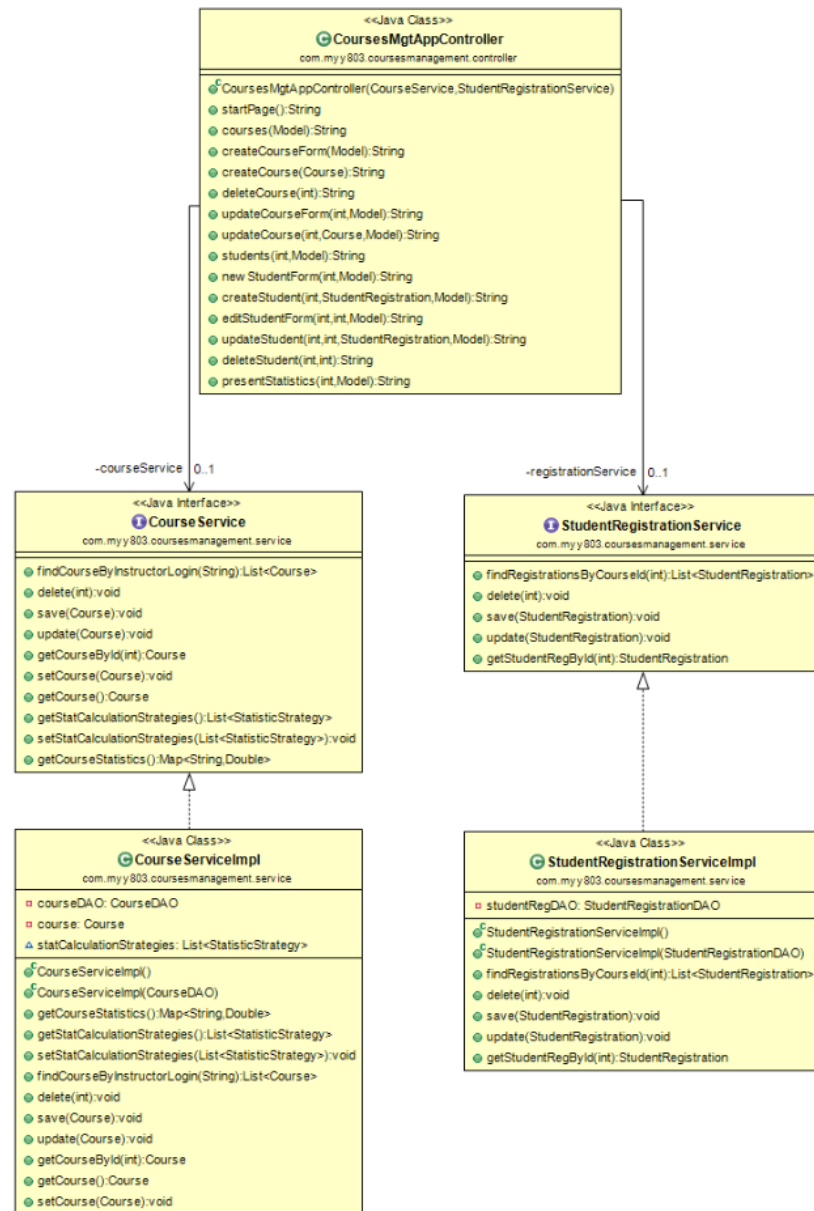 <<Java Class>>
CoursesMgtAppController
com.myy803.coursesmanagement.controller
CoursesMgtAppController(CourseService,StudentRegistrationService)
startPage():String
courses(Model):String
createCourseForm(Model):String
createCourse(Course):String
deleteCourse(int):String
updateCourseForm(int,Model):String
updateCourse(int,Course,Model):String
students(int,Model):String
newStudentForm(int,Model):String
createStudent(int,StudentRegistration,Model):String
editStudentForm(int,int,Model):String
updateStudent(int,int,StudentRegistration,Model):String
deleteStudent(int,int):String
presentStatistics(int,Model):String
-courseService 0..1
-registrationService 0..1
<<Java Interface>>
CourseService
com.myy803.coursesmanagement.service
findCourseByInstructorLogin(String):List<Course>
delete(int):void
save(Course):void
update(Course):void
getCourseById(int):Course
setCourse(Course):void
getCourse():Course
getStatCalculationStrategies():List<StatisticStrategy>
setStatCalculationStrategies(List<StatisticStrategy>):void
getCourseStatistics():Map<String,Double>
<<Java Interface>>
StudentRegistrationService
com.myy803.coursesmanagement.service
findRegistrationsByCourseId(int):List<StudentRegistration>
delete(int):void
save(StudentRegistration):void
update(StudentRegistration):void
getStudentRegById(int):StudentRegistration
<<Java Class>>
CourseServiceImpl
com.myy803.coursesmanagement.service
courseDAO: CourseDAO
course: Course
statCalculationStrategies: List<StatisticStrategy>
CourseServiceImpl()
CourseServiceImpl(CourseDAO)
getCourseStatistics():Map<String,Double>
getStatCalculationStrategies():List<StatisticStrategy>
setStatCalculationStrategies(List<StatisticStrategy>):void
findCourseByInstructorLogin(String):List<Course>
delete(int):void
save(Course):void
update(Course):void
getCourseById(int):Course
getCourse():Course
setCourse(Course):void
<<Java Class>>
StudentRegistrationServiceImpl
com.myy803.coursesmanagement.service
studentRegDAO: StudentRegistrationDAO
StudentRegistrationServiceImpl()
StudentRegistrationServiceImpl(StudentRegistrationDAO)
findRegistrationsByCourseId(int):List<StudentRegistration>
delete(int):void
save(StudentRegistration):void
update(StudentRegistration):void
getStudentRegById(int):StudentRegistration